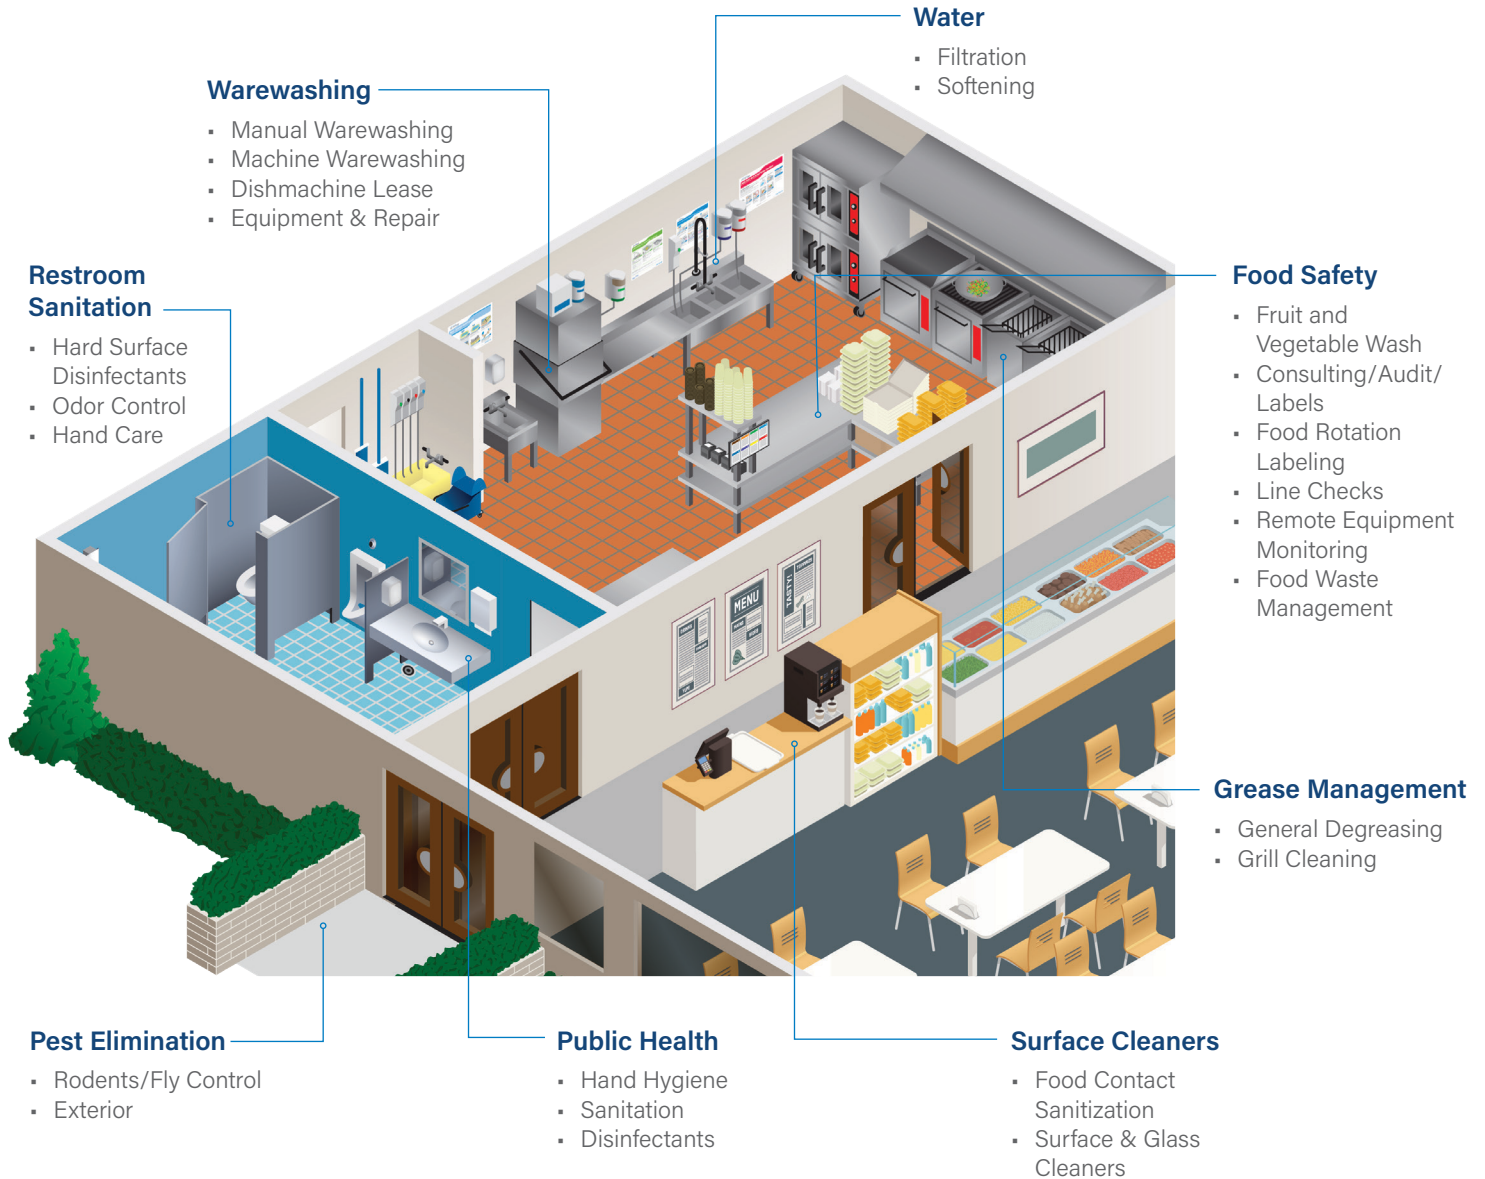 Water
▪ Filtration
▪ Softening
Warewashing
▪ Manual Warewashing
▪ Machine Warewashing
▪ Dishmachine Lease
▪ Equipment & Repair
Restroom
Sanitation
▪ Hard Surface
Disinfectants
▪ Odor Control
▪ Hand Care
Food Safety
▪ Fruit and
Vegetable Wash
▪ Consulting/Audit/
Labels
▪ Food Rotation
Labeling
▪ Line Checks
▪ Remote Equipment
Monitoring
▪ Food Waste
Management
MENU
TASTY!
Grease Management
▪ General Degreasing
▪ Grill Cleaning
Pest Elimination
▪ Rodents/Fly Control
▪ Exterior
Public Health
▪ Hand Hygiene
▪ Sanitation
▪ Disinfectants
Surface Cleaners
▪ Food Contact
Sanitization
▪ Surface & Glass
Cleaners